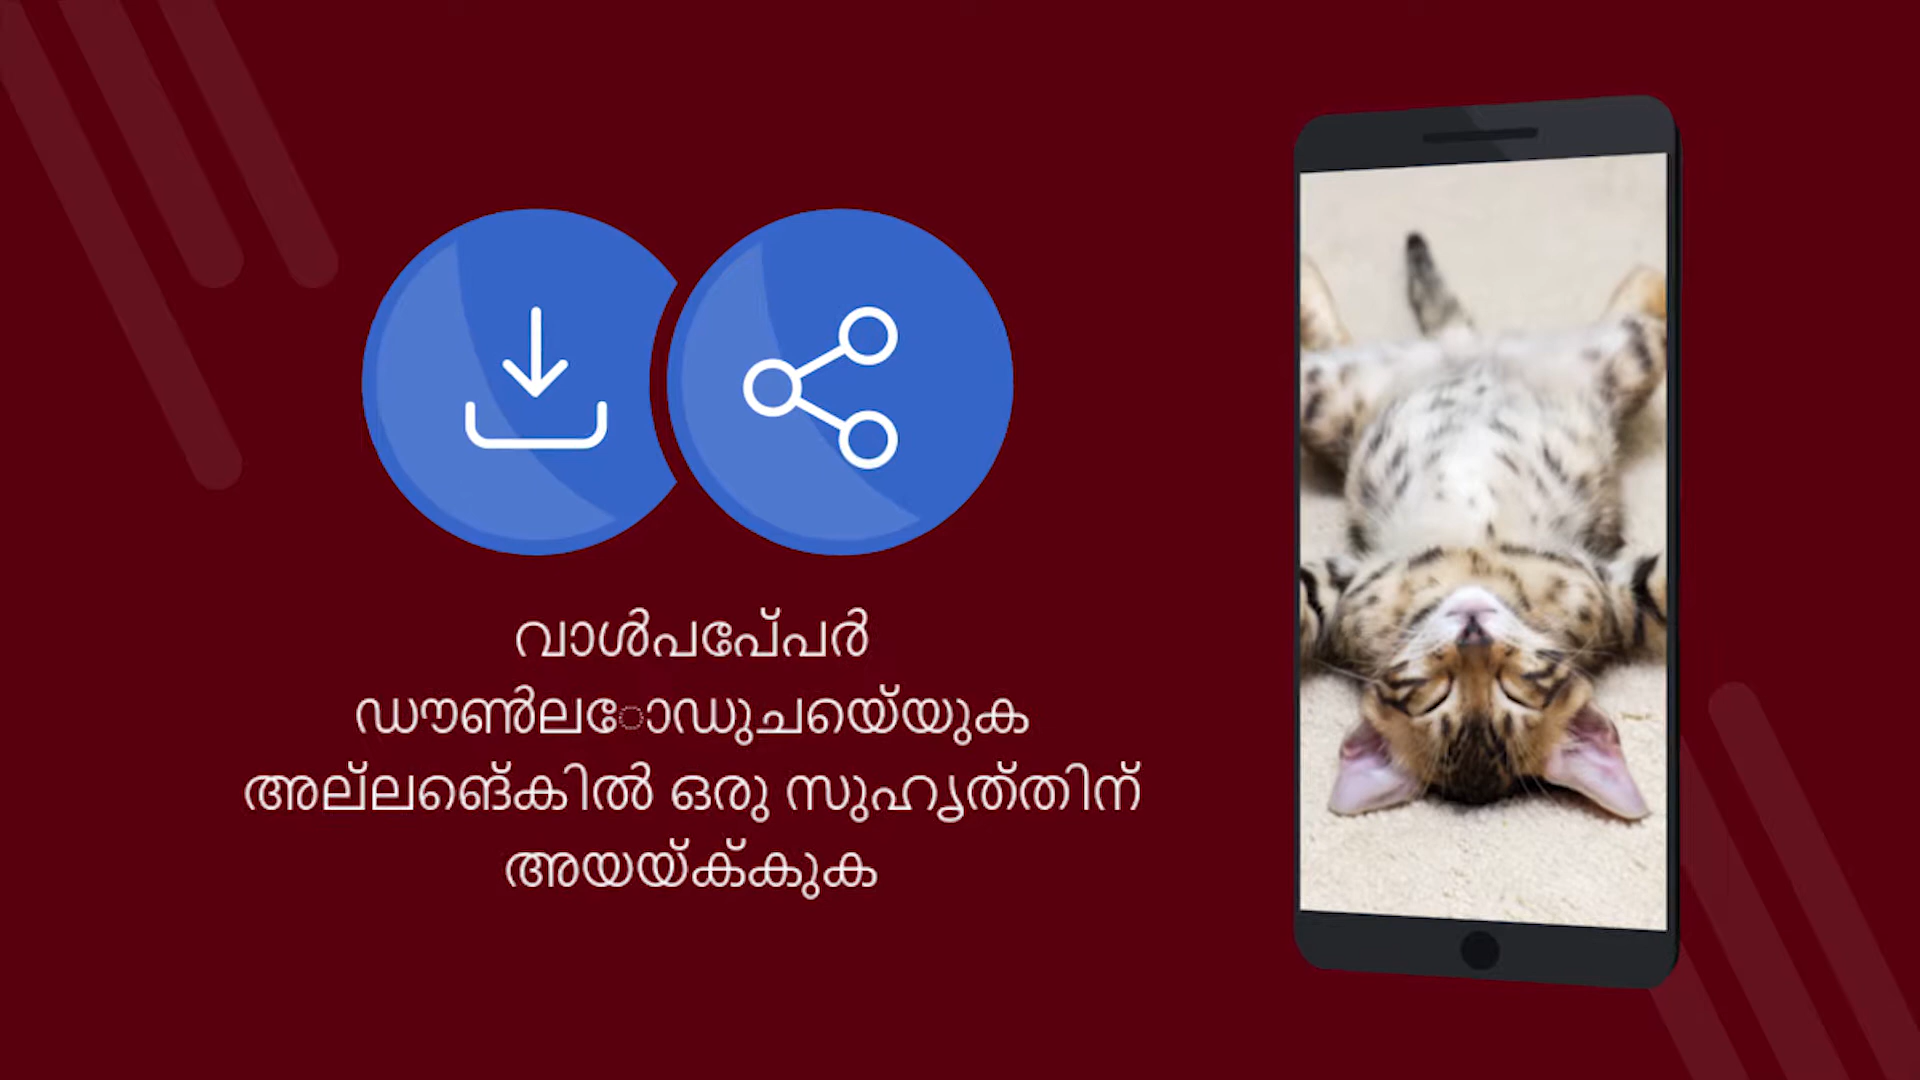 വാൾപേപ്പർ
ഡൗൺലോഡുചെയ്യുക
അല്ലെങ്കിൽ ഒരു സുഹൃത്തിന്
അയയ്ക്കുക